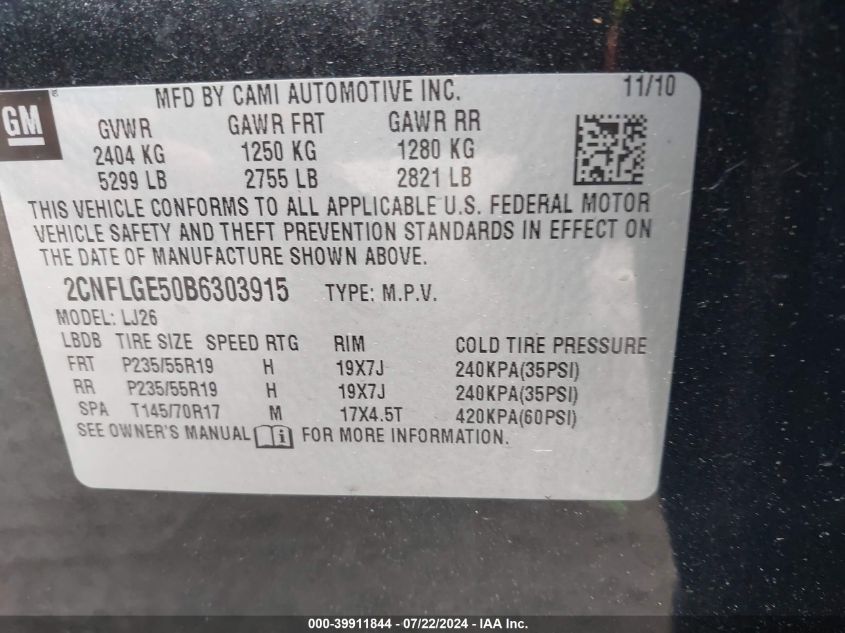 GM
MFD BY CAMI AUTOMOTIVE INC. 11/10
GVWR GAWR FRT GAWR RR
2404 KG 1250 KG 1280 KG
5299 LB 2755 LB 2821 LB
THIS VEHICLE CONFORMS TO ALL APPLICABLE U.S. FEDERAL MOTOR
VEHICLE SAFETY AND THEFT PREVENTION STANDARDS IN EFFECT ON
THE DATE OF MANUFACTURE SHOWN ABOVE.
2CNFLGE50B6303915 TYPE: M.P.V.
MODEL: LJ26
LBDB TIRE SIZE SPEED RTG RIM COLD TIRE PRESSURE
FRT P235/55R19 H 19X7J 240KPA(35PSI)
RR P235/55R19 H 19X7J 240KPA(35PSI)
SPA T145/70R17 M 17X4.5T 420KPA(60PSI)
SEE OWNER'S MANUAL i FOR MORE INFORMATION.
000-39911844 - 07/22/2024 - IAA Inc.